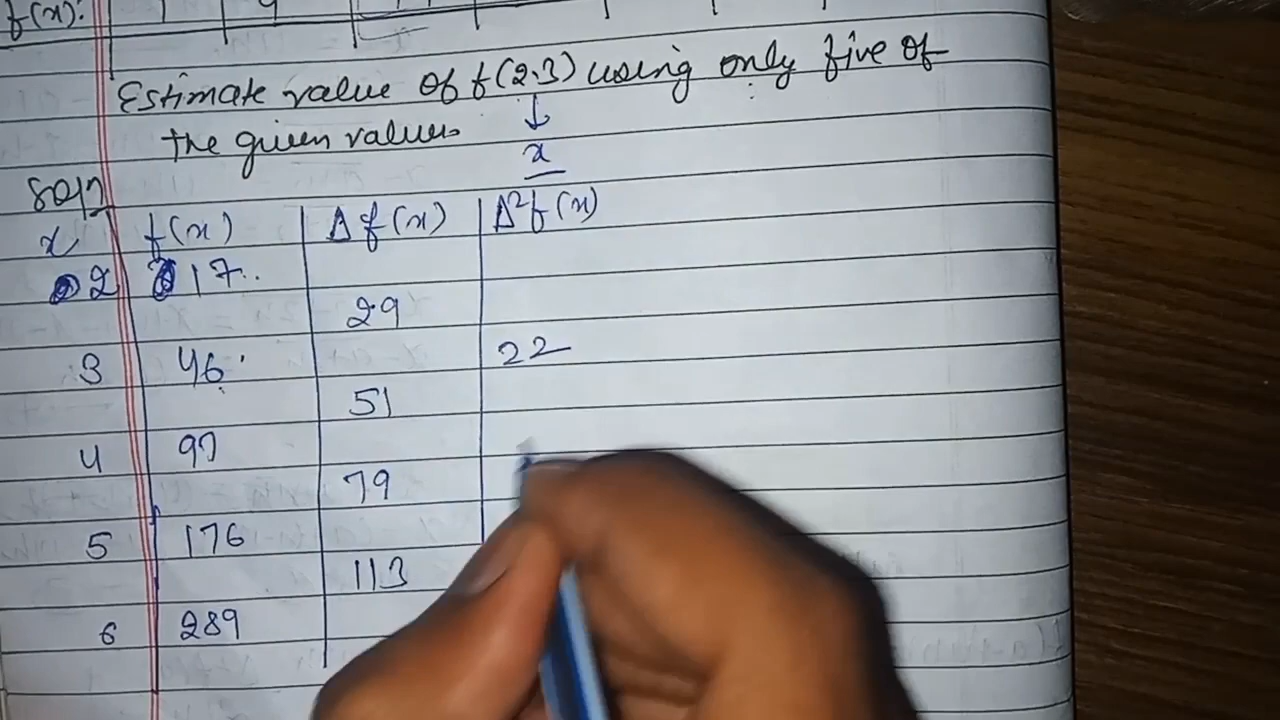 f(x):
Estimate value of f(2.3) using only five of
the given values.
↓
x
Soln
x f(x) Δf(x) Δ²f(x)
2 17
29
3 46 22
51
4 97
79
5 176
113
6 289